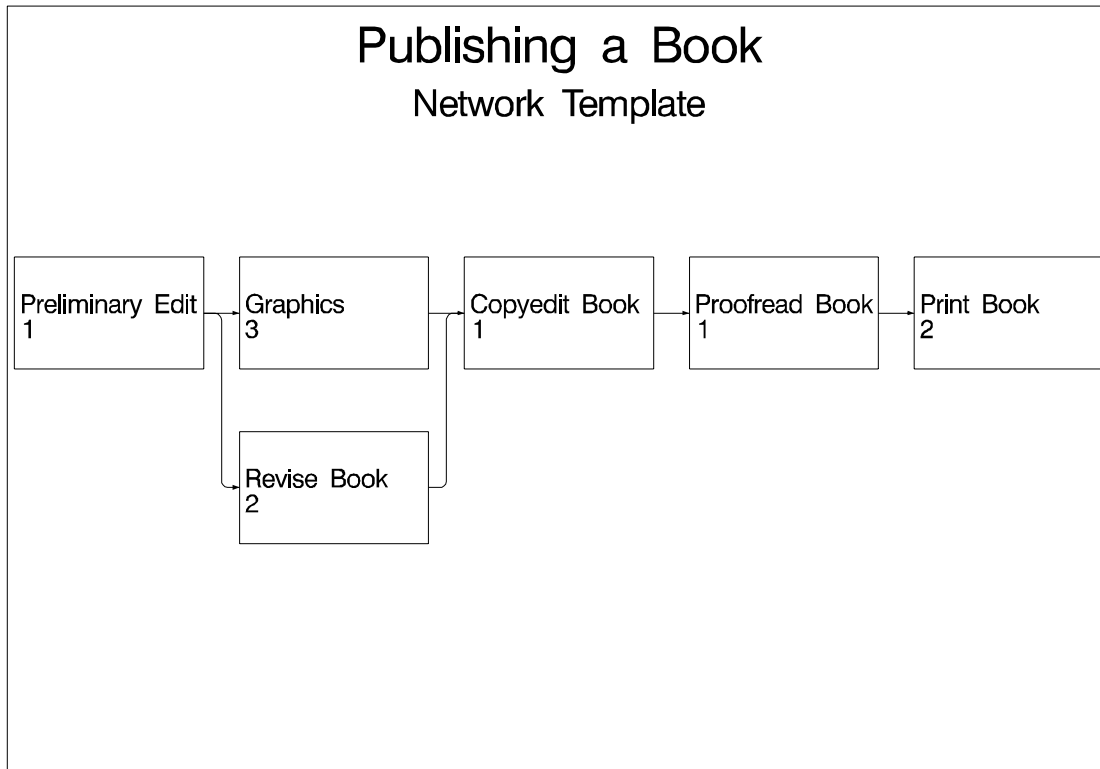 Publishing a Book
Network Template
Preliminary Edit
1
Graphics
3
Copyedit Book
1
Proofread Book
1
Print Book
2
Revise Book
2